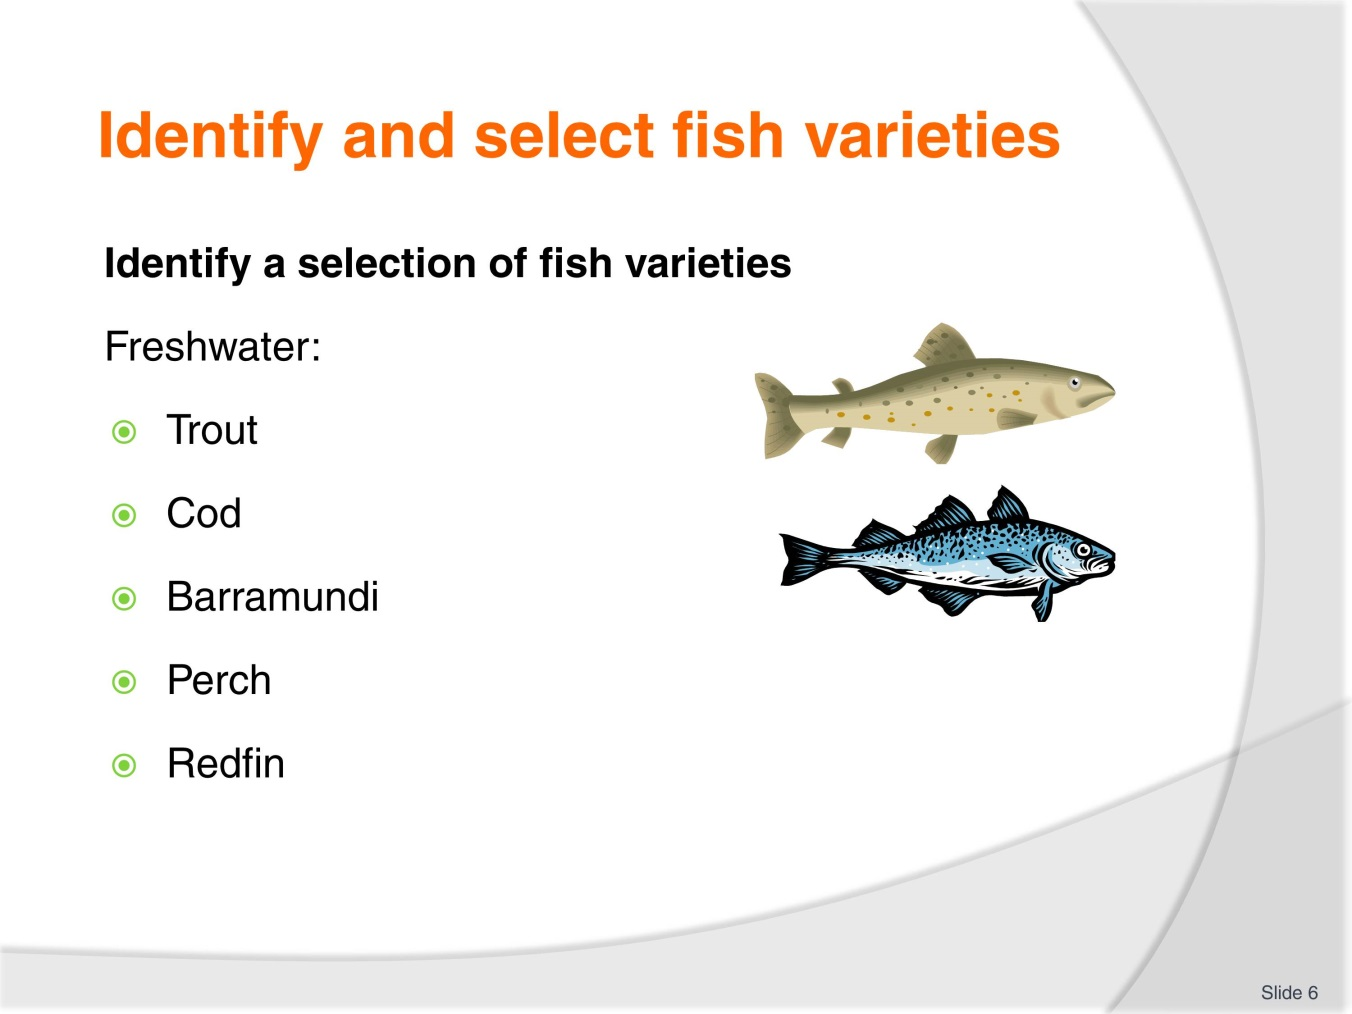 Identify and select fish varieties
Identify a selection of fish varieties
Freshwater:
Trout
Cod
Barramundi
Perch
Redfin
Slide 6